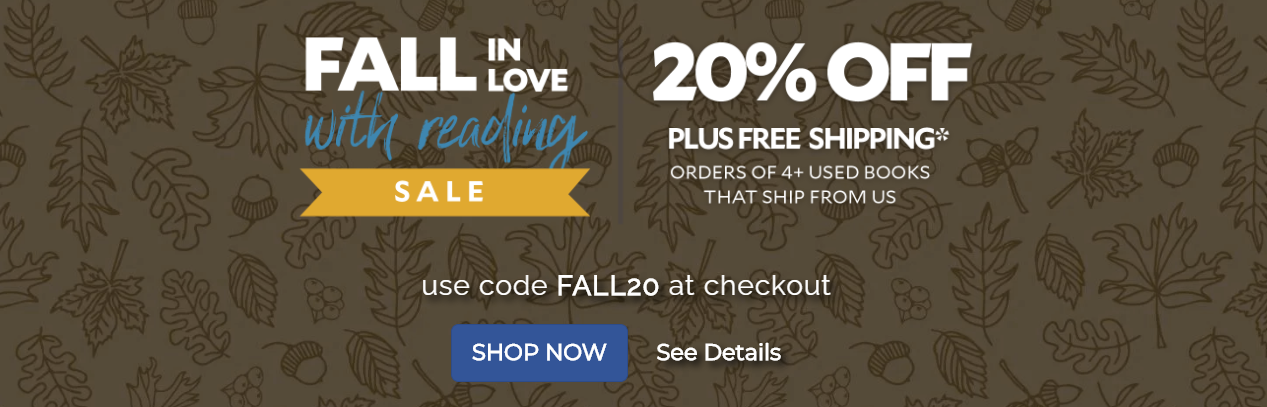 FALL IN LOVE
with reading
SALE
20% OFF
PLUS FREE SHIPPING*
ORDERS OF 4+ USED BOOKS
THAT SHIP FROM US
use code FALL20 at checkout
SHOP NOW
See Details